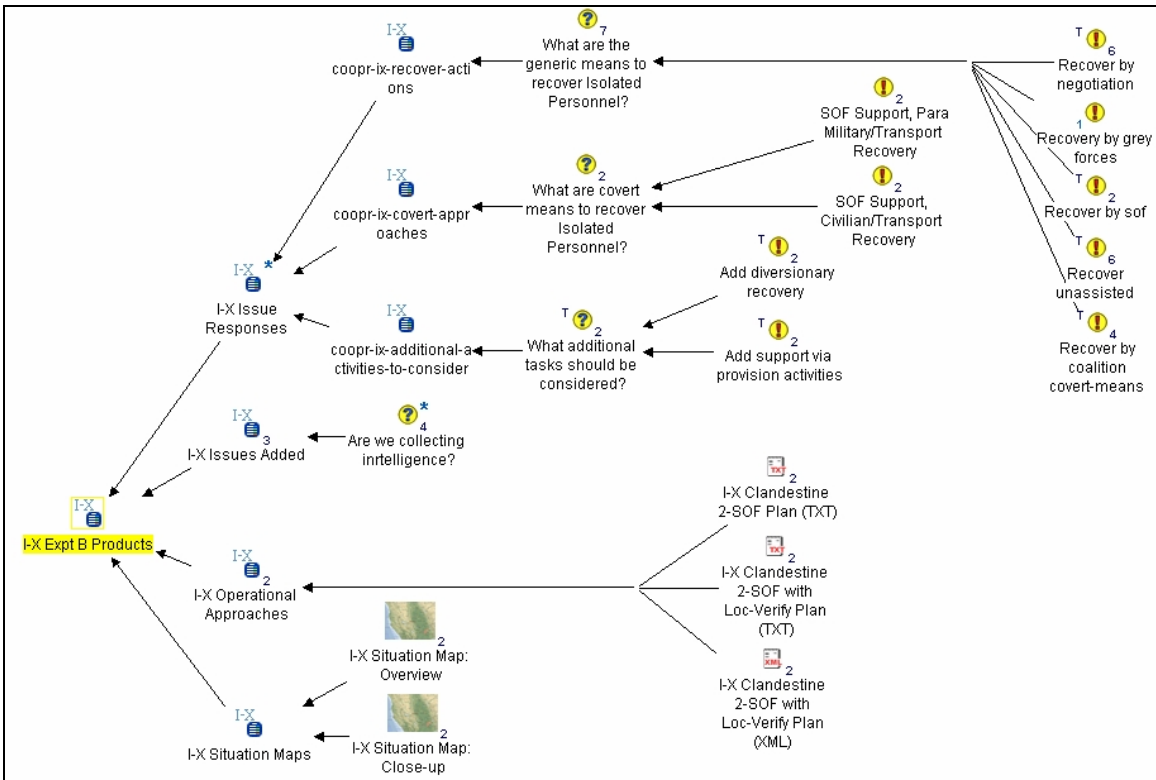 I-X
coopr-ix-recover-acti
ons
?
7
What are the
generic means to
recover Isolated
Personnel?
T
!
6
Recover by
negotiation
!
1
Recovery by grey
forces
T
!
2
Recover by sof
T
!
6
Recover
unassisted
T
!
4
Recover by
coalition
covert-means
!
2
SOF Support, Para
Military/Transport
Recovery
!
2
SOF Support,
Civilian/Transport
Recovery
I-X
coopr-ix-covert-appr
oaches
?
2
What are covert
means to recover
Isolated
Personnel?
I-X *
I-X Issue
Responses
I-X
coopr-ix-additional-a
ctivities-to-consider
T
?
2
What additional
tasks should be
considered?
T
!
2
Add diversionary
recovery
T
!
2
Add support via
provision activities
I-X
3
I-X Issues Added
? *
4
Are we collecting
inrtelligence?
I-X
I-X Expt B Products
I-X
2
I-X Operational
Approaches
TXT
2
I-X Clandestine
2-SOF Plan (TXT)
TXT
2
I-X Clandestine
2-SOF with
Loc-Verify Plan
(TXT)
XML
2
I-X Clandestine
2-SOF with
Loc-Verify Plan
(XML)
2
I-X Situation Map:
Overview
I-X
I-X Situation Maps
2
I-X Situation Map:
Close-up